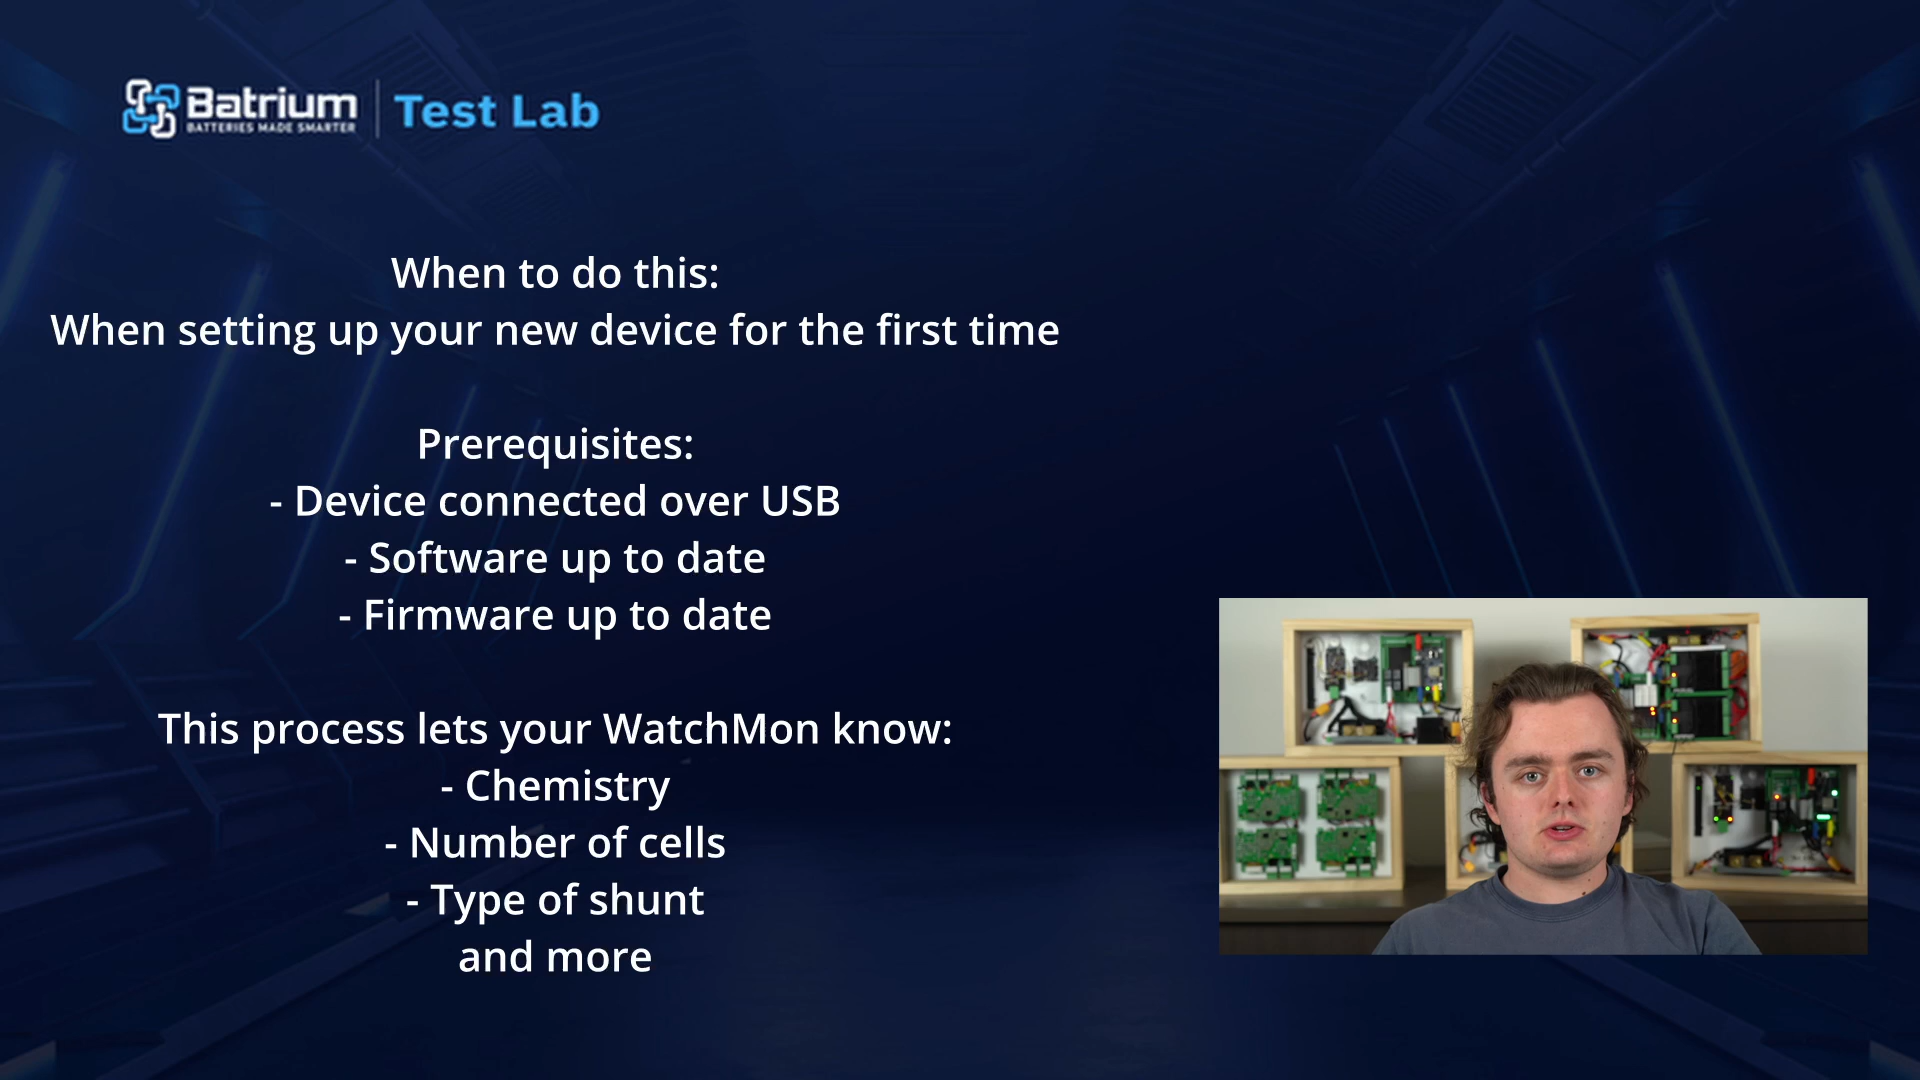 Batrium
BATTERIES MADE SMARTER
Test Lab
When to do this:
When setting up your new device for the first time
Prerequisites:
- Device connected over USB
- Software up to date
- Firmware up to date
This process lets your WatchMon know:
- Chemistry
- Number of cells
- Type of shunt
and more